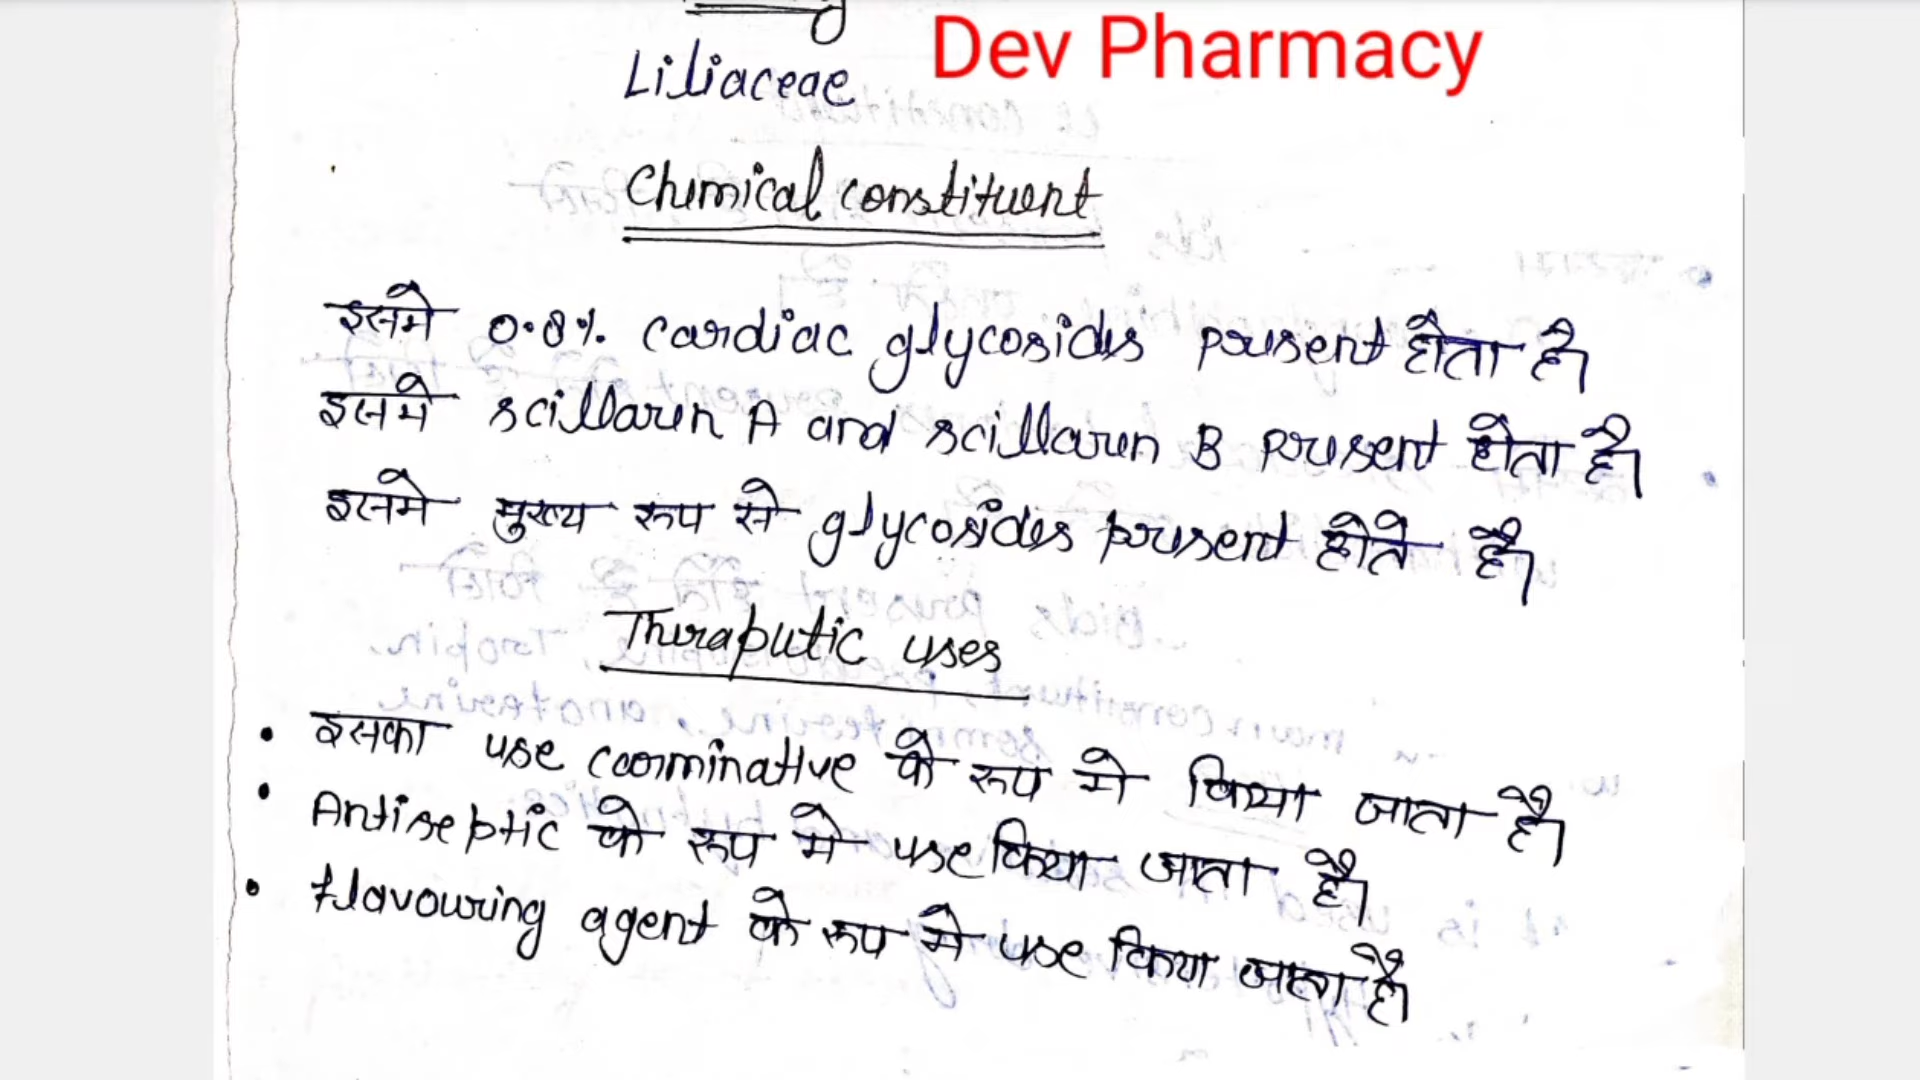 Dev Pharmacy
Liliaceae
Chemical constituent
इसमे 0.8% cardiac glycosides present होता है।
इसमे scillaren A and scillaren B present होता है।
इसमे मुख्य रूप से glycosides present होते है।
Theraputic uses
• इसका use carminative के रूप मे किया जाता है।
• Antiseptic के रूप मे use किया जाता है।
• flavouring agent के रूप मे use किया जाता है।